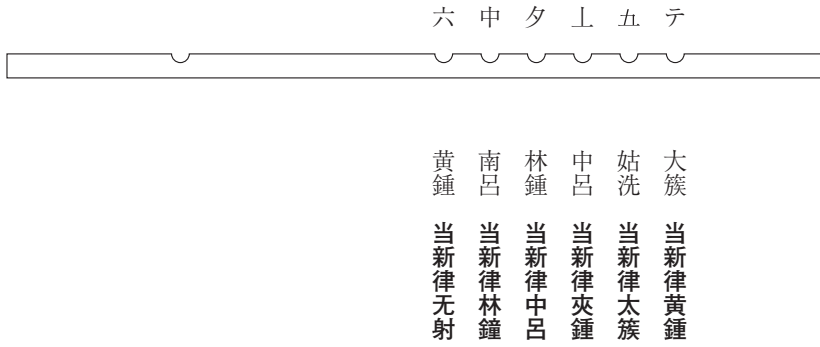 六 中 夕 丄 五 テ
黄鍾 当新律无射
南呂 当新律林鐘
林鍾 当新律中呂
中呂 当新律夾鍾
姑洗 当新律太簇
大簇 当新律黄鍾